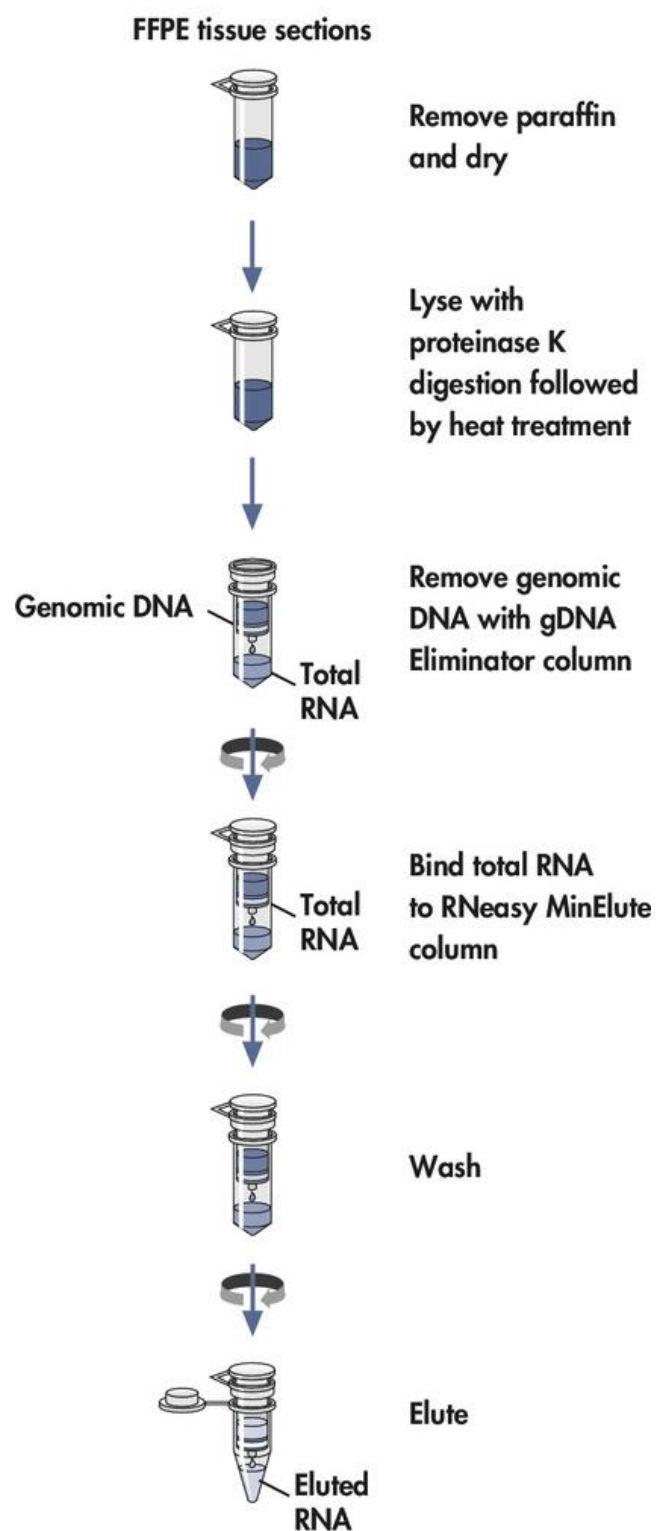 FFPE tissue sections
Remove paraffin
and dry
Lyse with
proteinase K
digestion followed
by heat treatment
Genomic DNA
Total
RNA
Remove genomic
DNA with gDNA
Eliminator column
Total
RNA
Bind total RNA
to RNeasy MinElute
column
Wash
Elute
Eluted
RNA